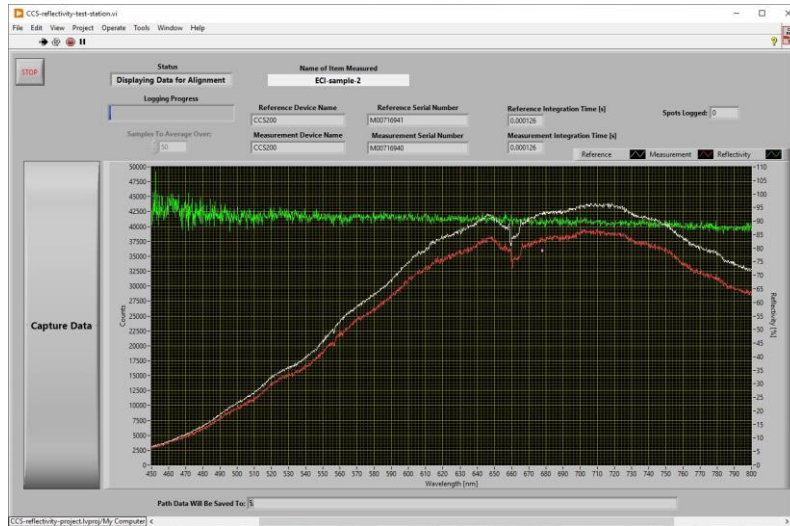 CCS-reflectivity-test-station.vi
File Edit View Project Operate Tools Window Help
STOP
Status
Displaying Data for Alignment
Name of Item Measured
ECI-sample-2
Logging Progress
Samples To Average Over:
50
Reference Device Name
CCS200
Reference Serial Number
M00716941
Reference Integration Time [s]
0.000126
Spots Logged: 0
Measurement Device Name
CCS200
Measurement Serial Number
M00716940
Measurement Integration Time [s]
0.000126
Reference Measurement Reflectivity
Capture Data
Counts
50000
47500
45000
42500
40000
37500
35000
32500
30000
27500
25000
22500
20000
17500
15000
12500
10000
7500
5000
2500
0
110
105
100
95
90
85
80
75
70
65
60
55
50
45
40
35
30
25
20
15
10
5
0
Reflectivity [%]
450 460 470 480 490 500 510 520 530 540 550 560 570 580 590 600 610 620 630 640 650 660 670 680 690 700 710 720 730 740 750 760 770 780 790 800
Wavelength [nm]
Path Data Will Be Saved To:
CCS-reflectivity-project.lvproj/My Computer